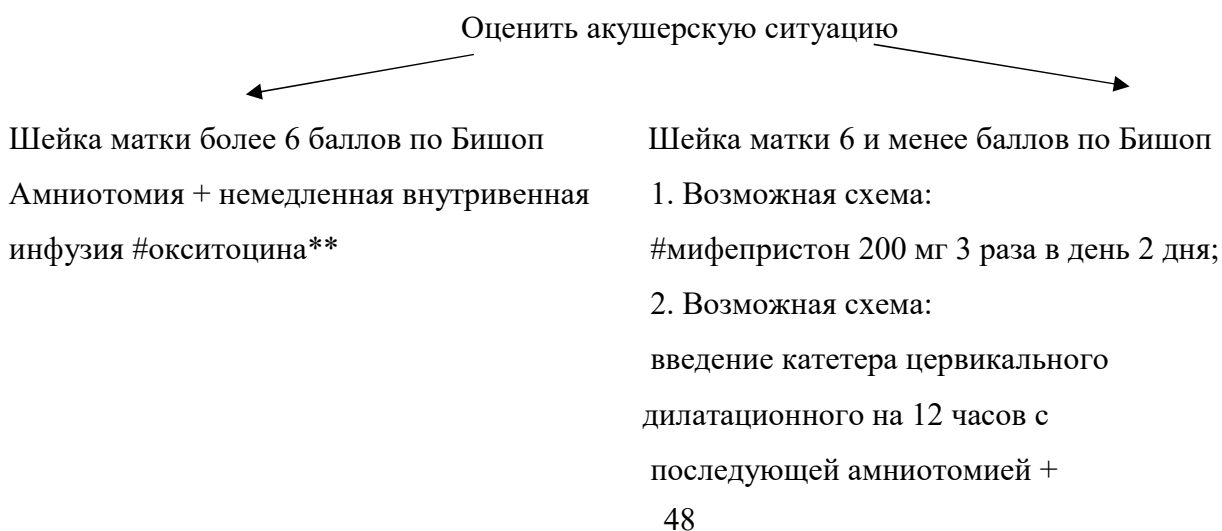 Оценить акушерскую ситуацию
Шейка матки более 6 баллов по Бишоп
Амниотомия + немедленная внутривенная
инфузия #окситоцина**
Шейка матки 6 и менее баллов по Бишоп
1. Возможная схема:
#мифепристон 200 мг 3 раза в день 2 дня;
2. Возможная схема:
введение катетера цервикального
дилатационного на 12 часов с
последующей амниотомией +
48